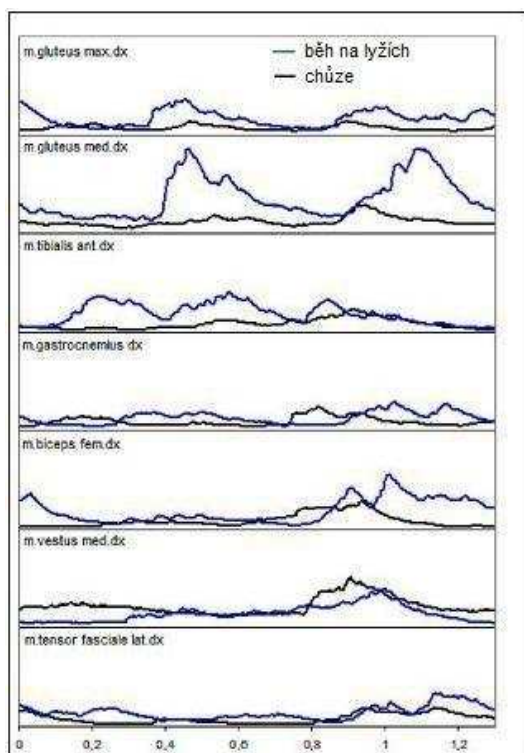 m.gluteus max.dx
běh na lyžích
chůze
m.gluteus med.dx
m.tibialis ant dx
m.gastrocnemius dx
m.biceps fem.dx
m.vestus med.dx
m.tensor fasciale lat.dx
0 0,2 0,4 0,6 0,8 1 1,2